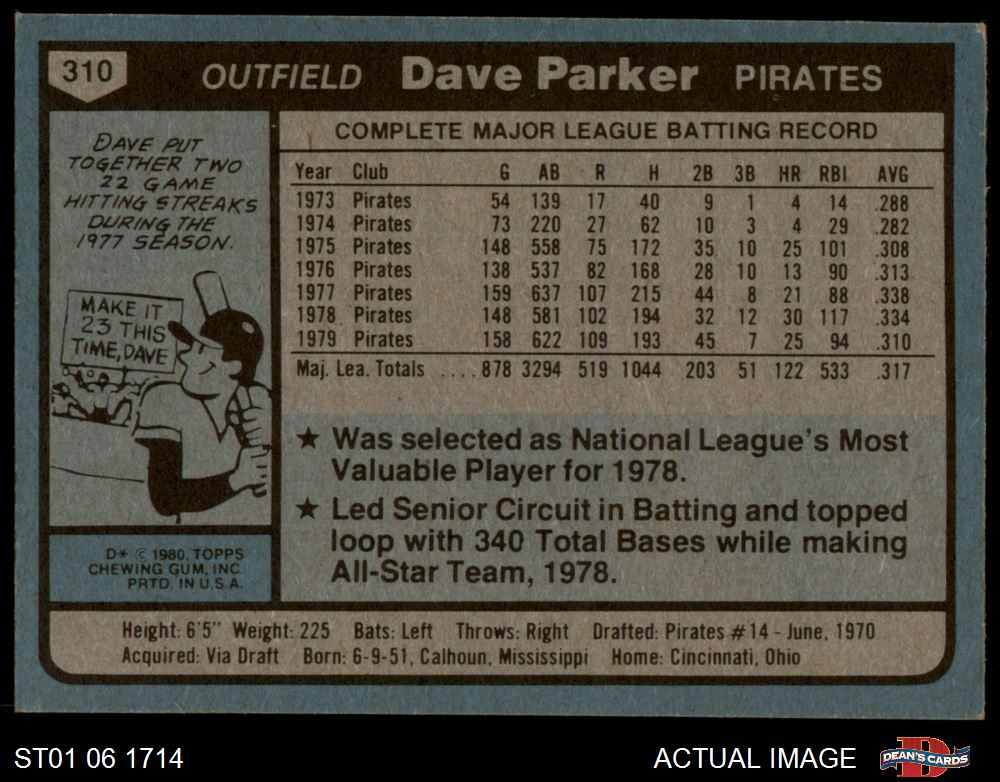 310 OUTFIELD Dave Parker PIRATES
DAVE PUT
TOGETHER TWO
22 GAME
HITTING STREAKS
DURING THE
1977 SEASON.
MAKE IT
23 THIS
TIME, DAVE
D* © 1980, TOPPS
CHEWING GUM, INC.
PRTD. IN U.S.A.
COMPLETE MAJOR LEAGUE BATTING RECORD
Year Club G AB R H 2B 3B HR RBI AVG
1973 Pirates 54 139 17 40 9 1 4 14 .288
1974 Pirates 73 220 27 62 10 3 4 29 .282
1975 Pirates 148 558 75 172 35 10 25 101 .308
1976 Pirates 138 537 82 168 28 10 13 90 .313
1977 Pirates 159 637 107 215 44 8 21 88 .338
1978 Pirates 148 581 102 194 32 12 30 117 .334
1979 Pirates 158 622 109 193 45 7 25 94 .310
Maj. Lea. Totals ....878 3294 519 1044 203 51 122 533 .317
★ Was selected as National League's Most
Valuable Player for 1978.
★ Led Senior Circuit in Batting and topped
loop with 340 Total Bases while making
All-Star Team, 1978.
Height: 6'5" Weight: 225 Bats: Left Throws: Right Drafted: Pirates #14 - June, 1970
Acquired: Via Draft Born: 6-9-51, Calhoun, Mississippi Home: Cincinnati, Ohio
ST01 06 1714 ACTUAL IMAGE D DEAN'S CARDS